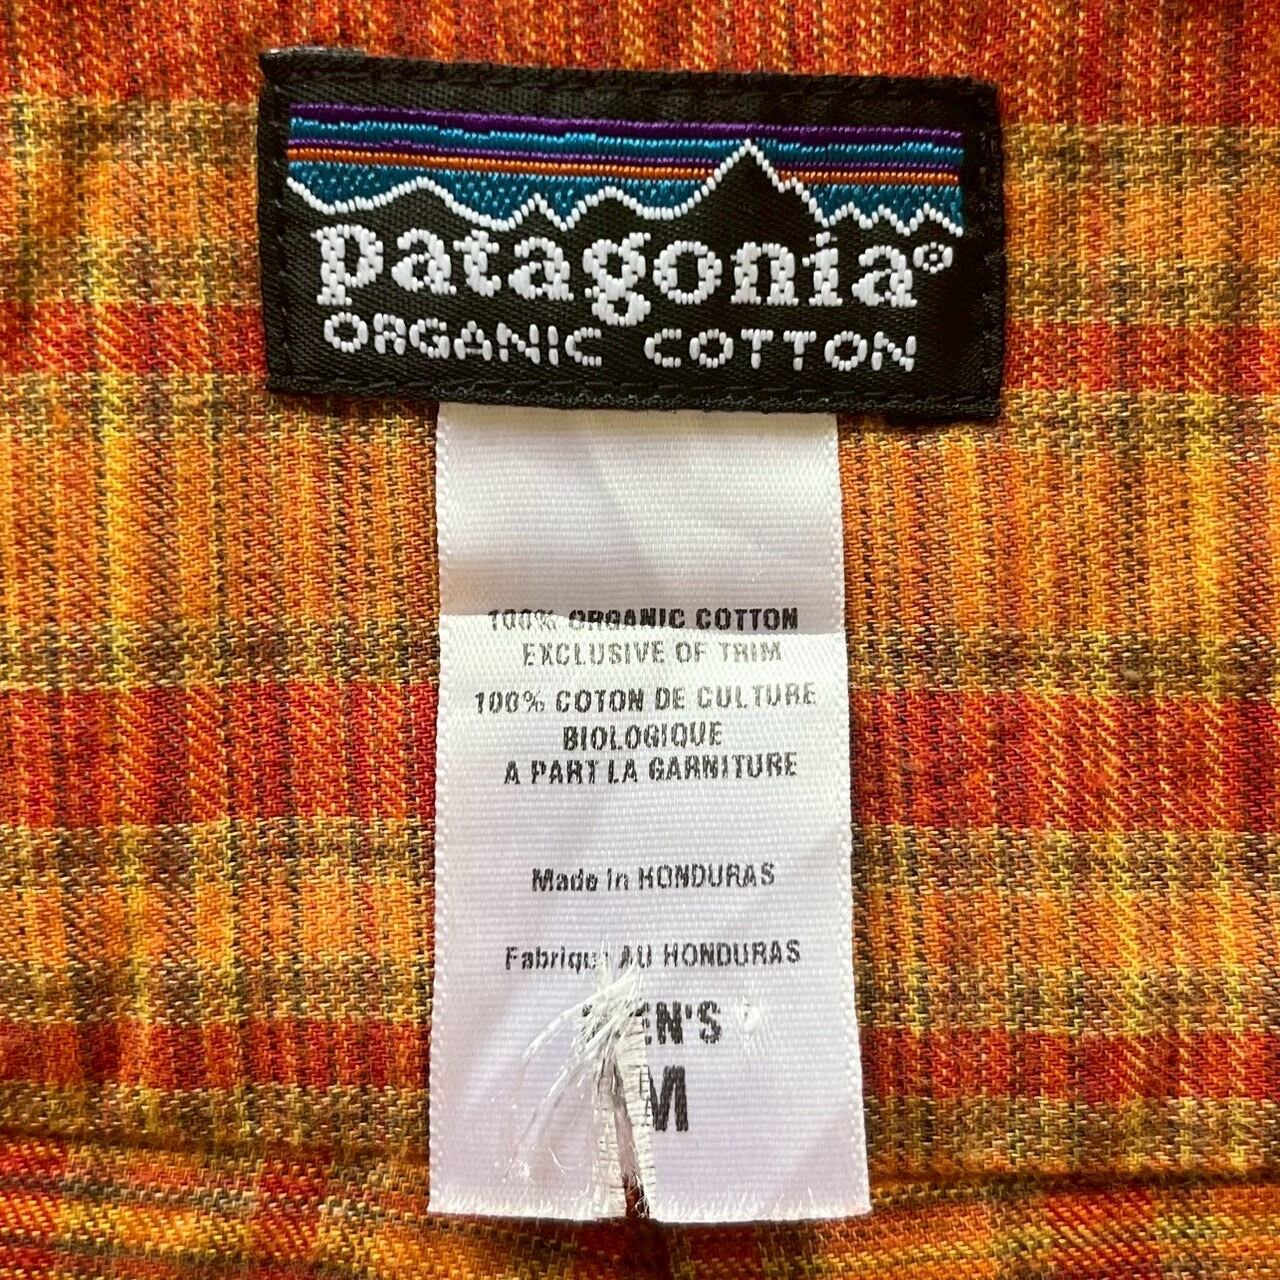 patagonia®
ORGANIC COTTON
100% ORGANIC COTTON
EXCLUSIVE OF TRIM
100% COTON DE CULTURE
BIOLOGIQUE
A PART LA GARNITURE
Made in HONDURAS
AU HONDURAS
M